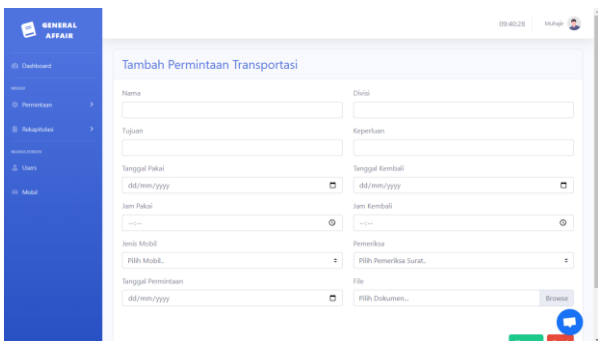 GENERAL
AFFAIR
09:40:28
Dashboard
MENU
Permintaan
Rekapitulasi
MANAJEMEN
Users
Mobil
Tambah Permintaan Transportasi
Nama
Divisi
Tujuan
Keperluan
Tanggal Pakai
Tanggal Kembali
dd/mm/yyyy
dd/mm/yyyy
Jam Pakai
Jam Kembali
--:--
--:--
Jenis Mobil
Pemeriksa
Pilih Mobil..
Pilih Pemeriksa Surat..
Tanggal Permintaan
File
dd/mm/yyyy
Pilih Dokumen...
Browse